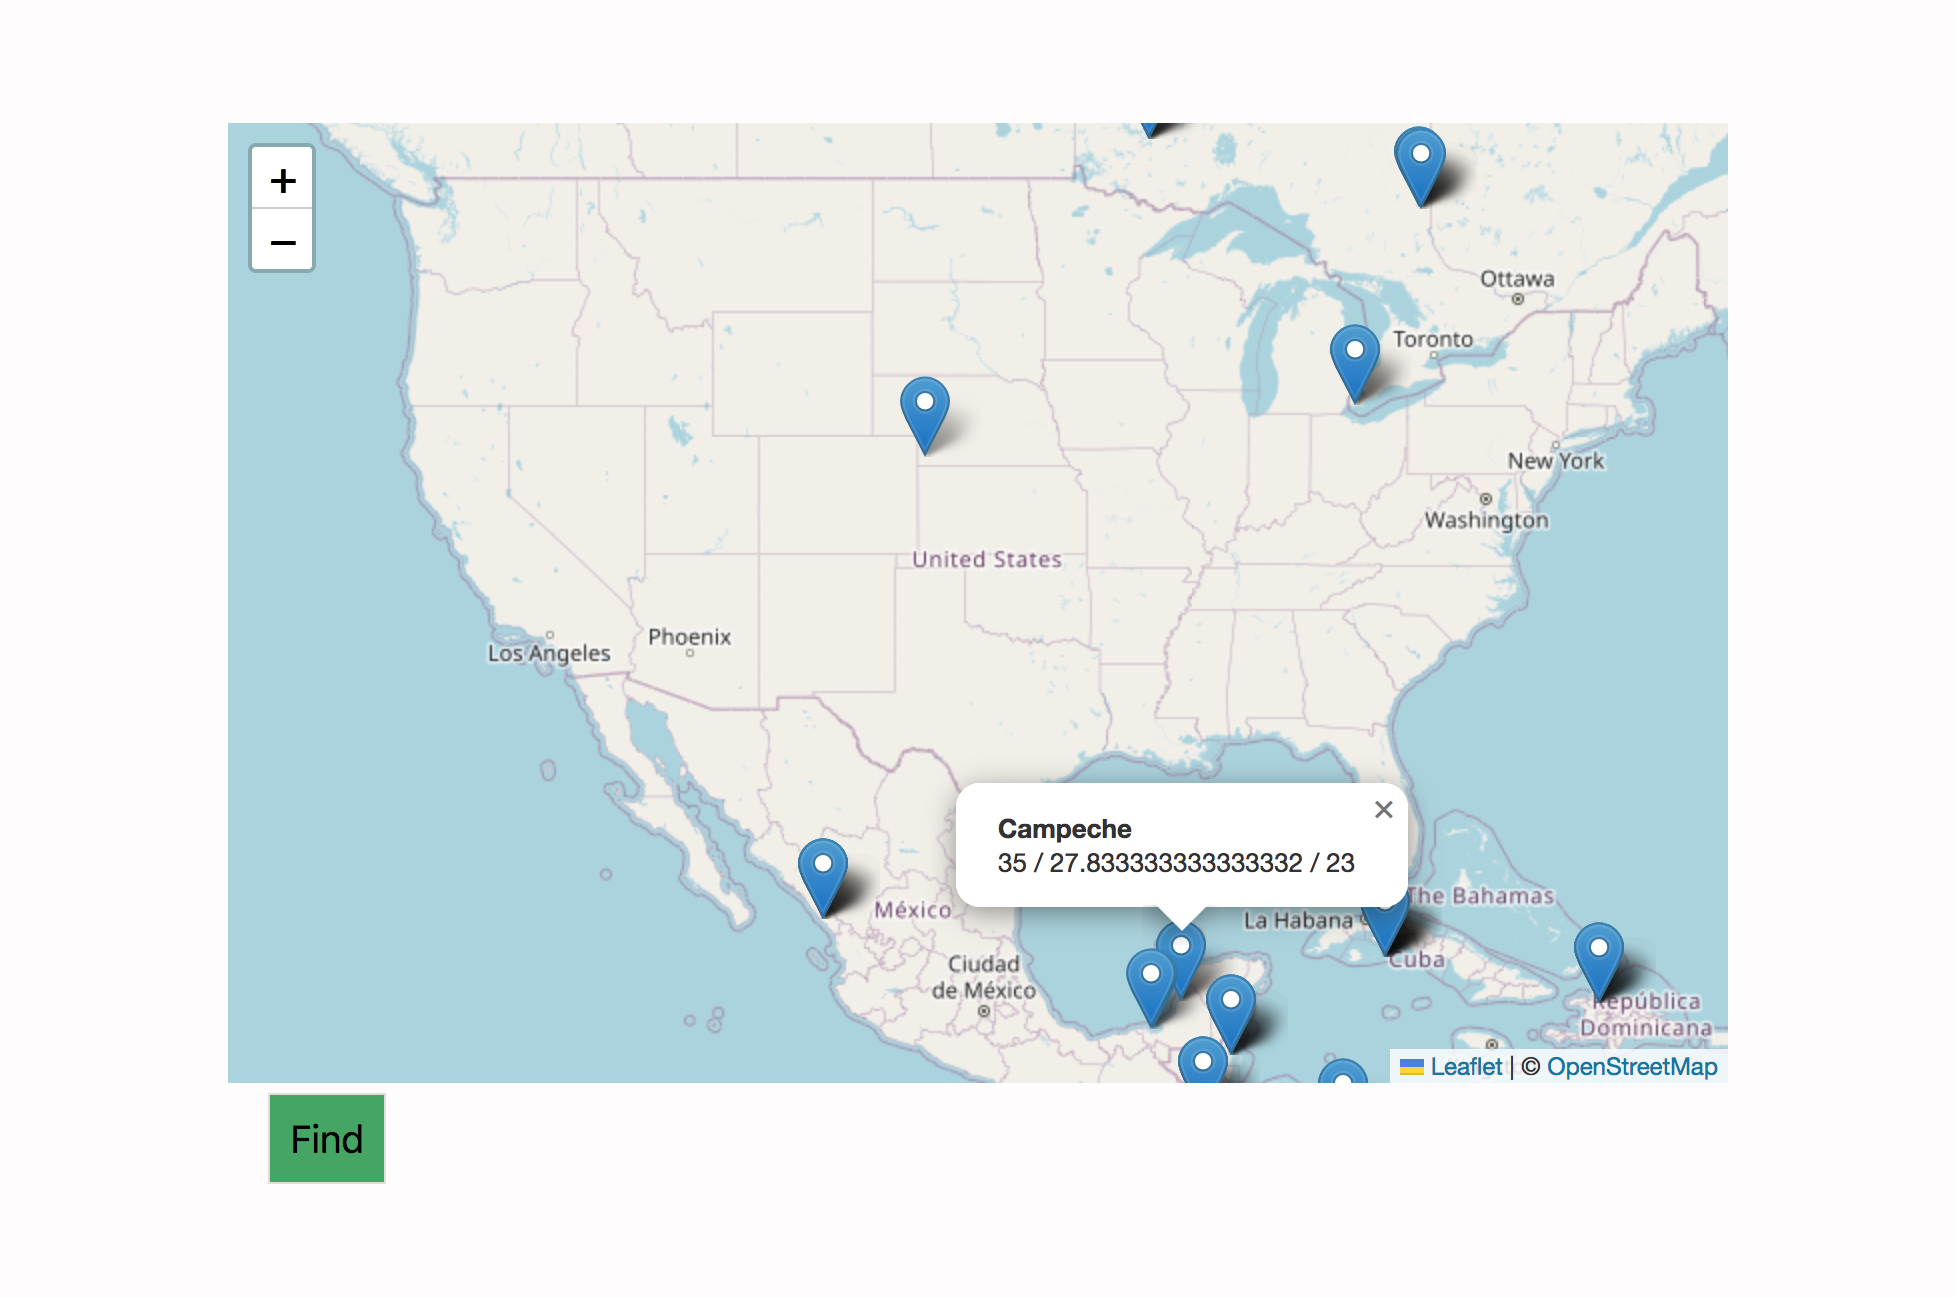 +
−
Ottawa
Toronto
New York
Washington
United States
Phoenix
Los Angeles
×
Campeche
35 / 27.833333333333332 / 23
The Bahamas
México
La Habana
Cuba
Ciudad
de México
República
Dominicana
Leaflet | © OpenStreetMap
Find